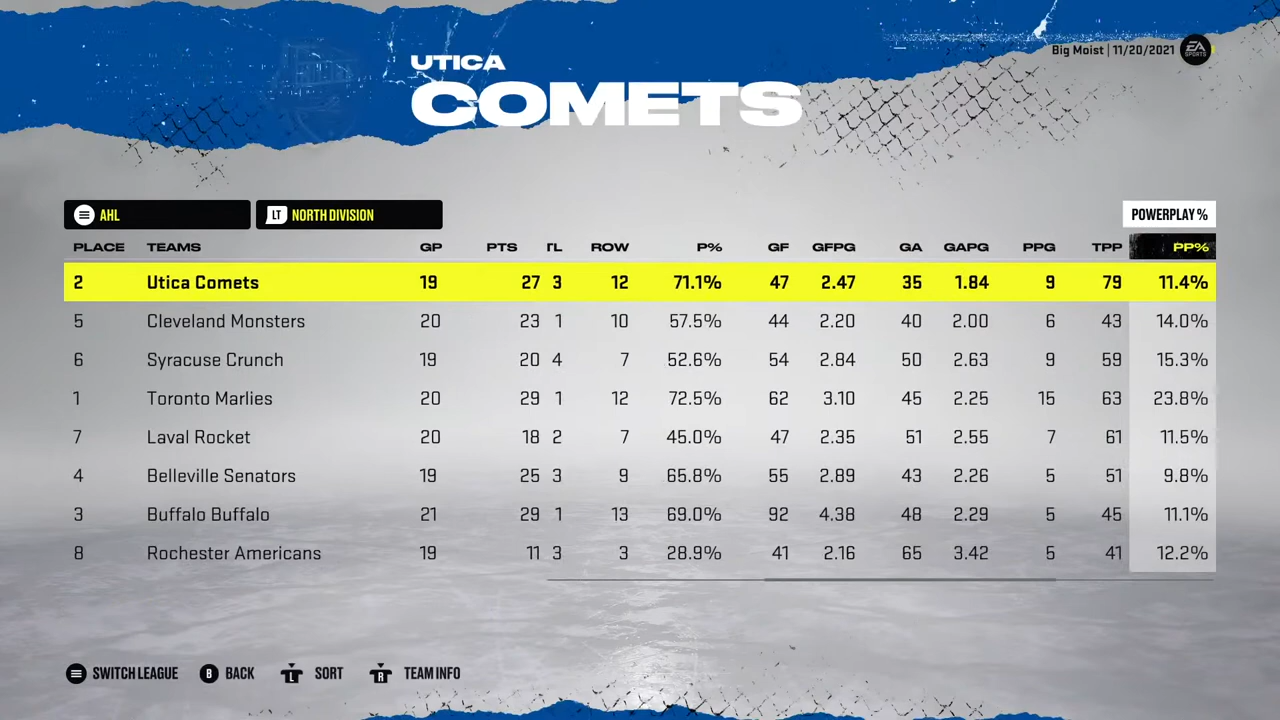 UTICA
COMETS
Big Moist | 11/20/2021
EA
SPORTS
AHL
LT NORTH DIVISION
POWERPLAY %
PLACE TEAMS GP PTS TL ROW P% GF GFPG GA GAPG PPG TPP PP%
2 Utica Comets 19 27 3 12 71.1% 47 2.47 35 1.84 9 79 11.4%
5 Cleveland Monsters 20 23 1 10 57.5% 44 2.20 40 2.00 6 43 14.0%
6 Syracuse Crunch 19 20 4 7 52.6% 54 2.84 50 2.63 9 59 15.3%
1 Toronto Marlies 20 29 1 12 72.5% 62 3.10 45 2.25 15 63 23.8%
7 Laval Rocket 20 18 2 7 45.0% 47 2.35 51 2.55 7 61 11.5%
4 Belleville Senators 19 25 3 9 65.8% 55 2.89 43 2.26 5 51 9.8%
3 Buffalo Buffalo 21 29 1 13 69.0% 92 4.38 48 2.29 5 45 11.1%
8 Rochester Americans 19 11 3 3 28.9% 41 2.16 65 3.42 5 41 12.2%
SWITCH LEAGUE B BACK L SORT R TEAM INFO